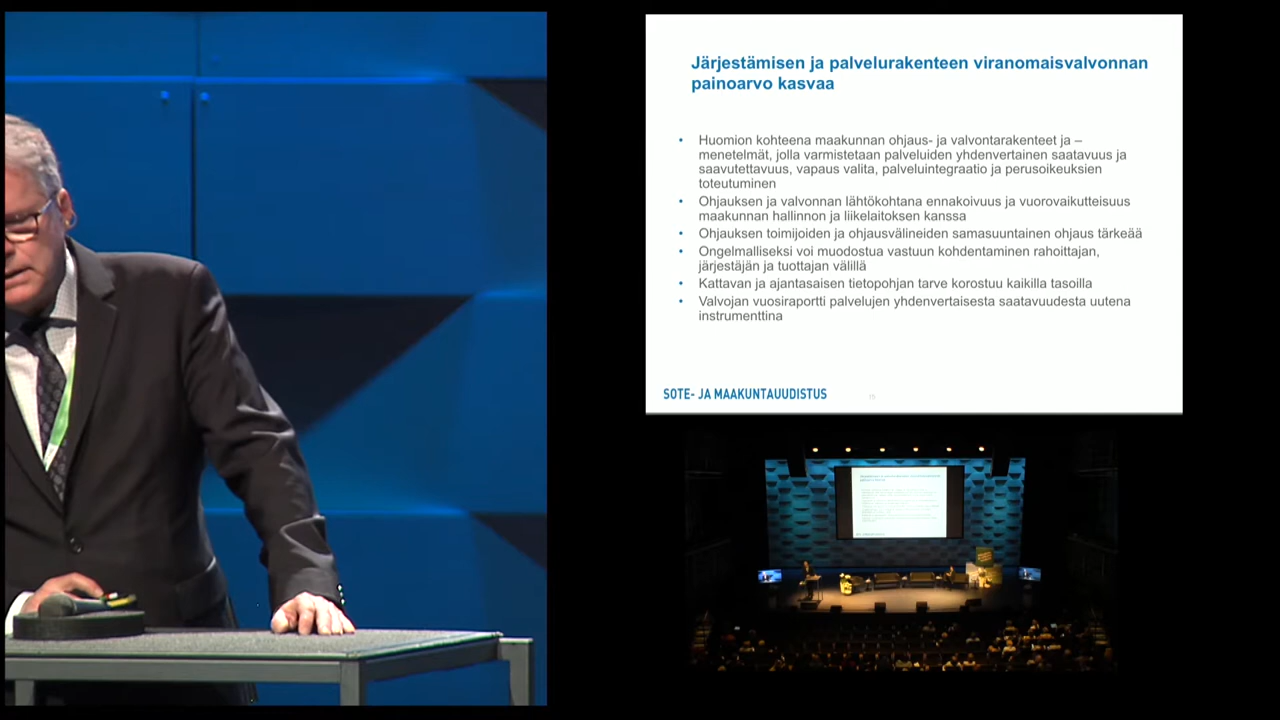 Järjestämisen ja palvelurakenteen viranomaisvalvonnan
painoarvo kasvaa
• Huomion kohteena maakunnan ohjaus- ja valvontarakenteet ja –
menetelmät, jolla varmistetaan palveluiden yhdenvertainen saatavuus ja
saavutettavuus, vapaus valita, palveluintegraatio ja perusoikeuksien
toteutuminen
• Ohjauksen ja valvonnan lähtökohtana ennakoivuus ja vuorovaikutteisuus
maakunnan hallinnon ja liikelaitoksen kanssa
• Ohjauksen toimijoiden ja ohjausvälineiden samasuuntainen ohjaus tärkeää
• Ongelmalliseksi voi muodostua vastuun kohdentaminen rahoittajan,
järjestäjän ja tuottajan välillä
• Kattavan ja ajantasaisen tietopohjan tarve korostuu kaikilla tasoilla
• Valvojan vuosiraportti palvelujen yhdenvertaisesta saatavuudesta uutena
instrumenttina
SOTE- JA MAAKUNTAUUDISTUS